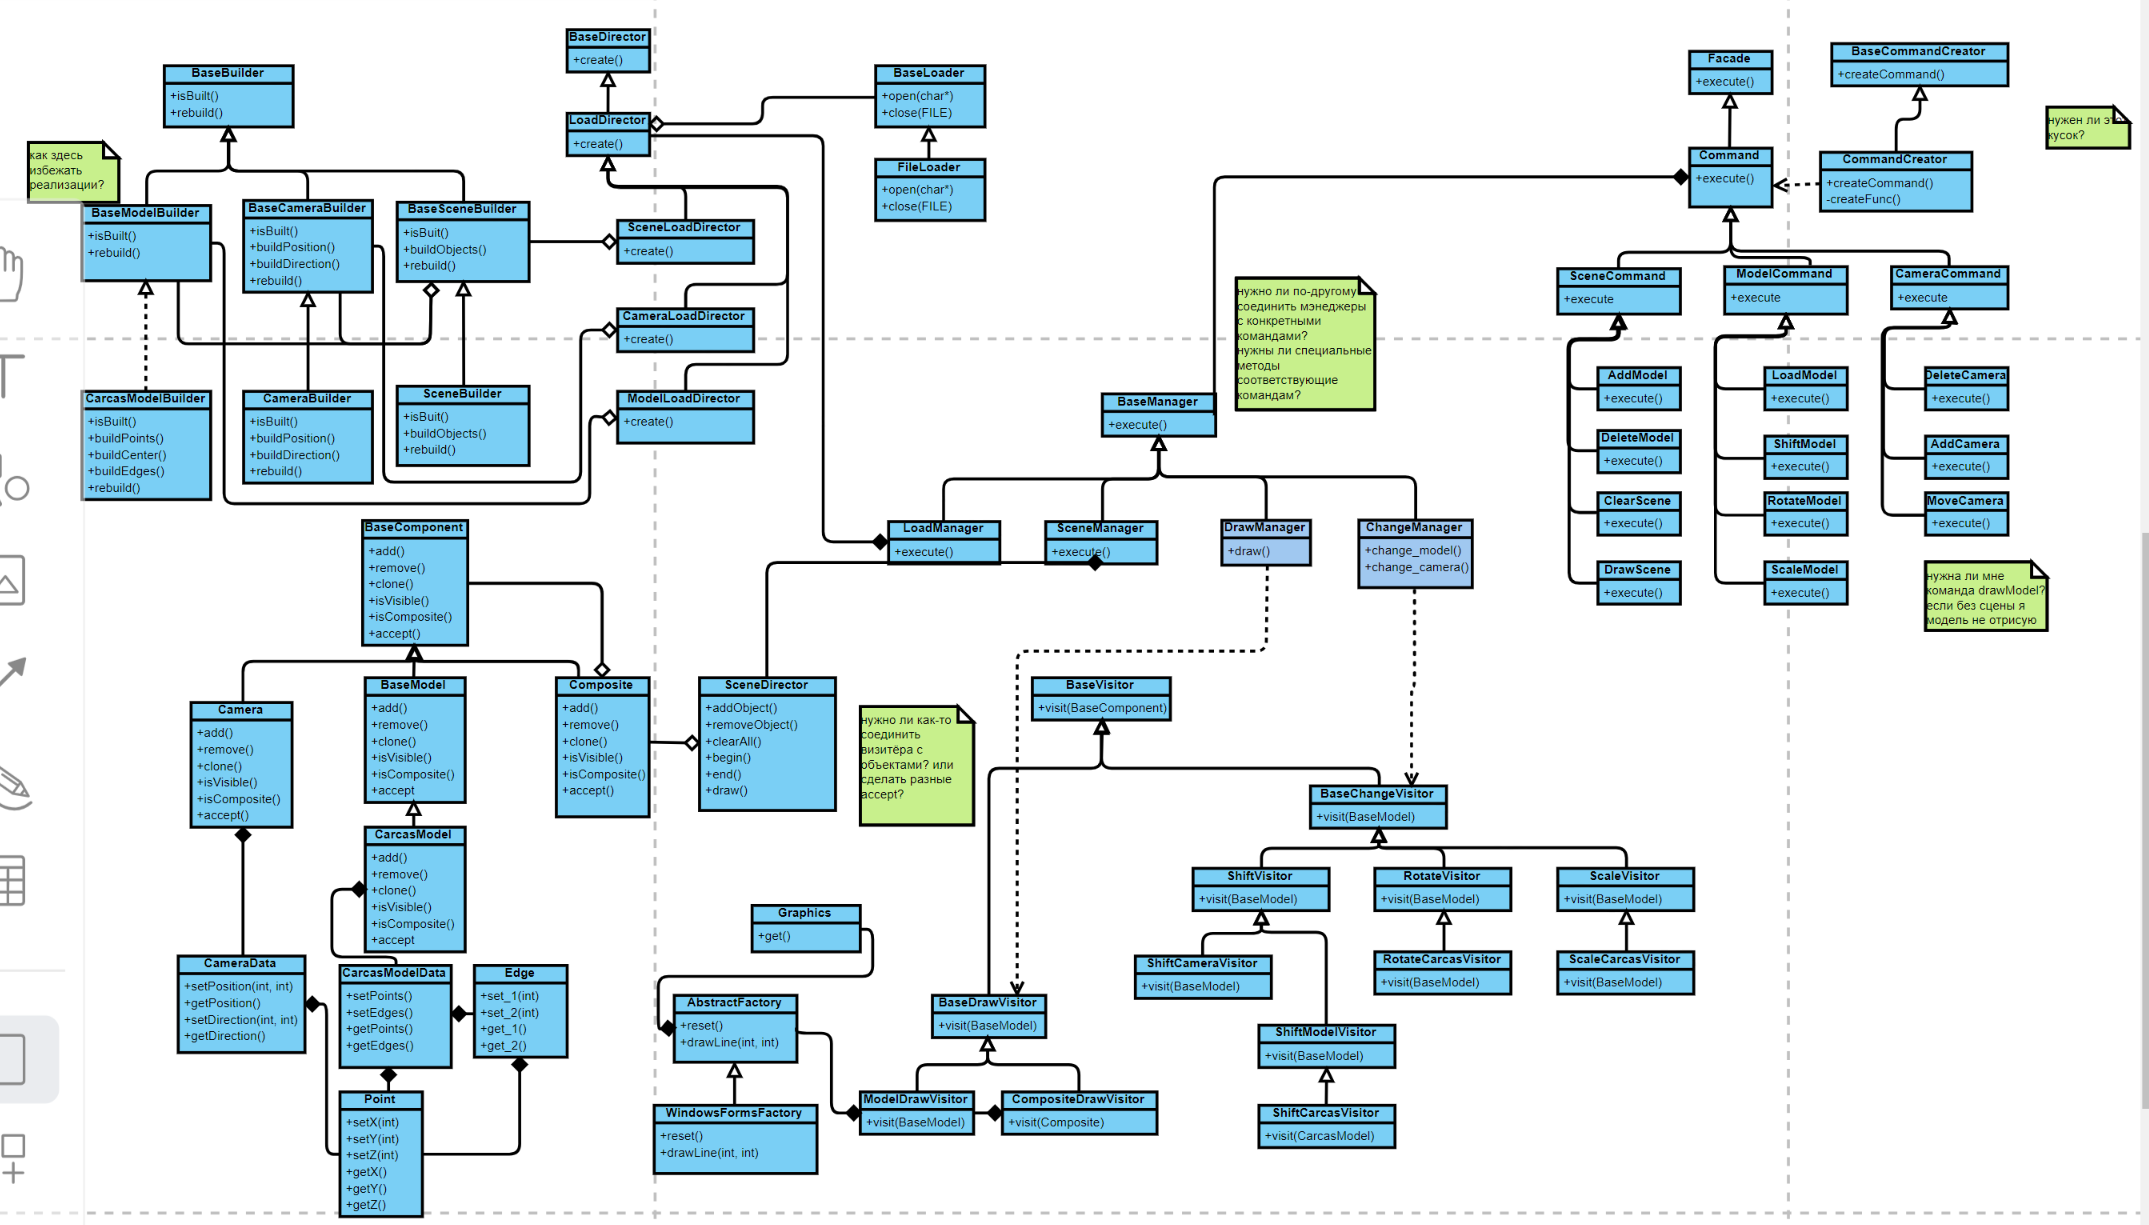 BaseBuilder
+isBuilt()
+rebuild()
как здесь
избежать
реализации?
BaseModelBuilder
+isBuilt()
+rebuild()
BaseCameraBuilder
+isBuilt()
+buildPosition()
+buildDirection()
+rebuild()
BaseSceneBuilder
+isBuit()
+buildObjects()
+rebuild()
CarcasModelBuilder
+isBuilt()
+buildPoints()
+buildCenter()
+buildEdges()
+rebuild()
CameraBuilder
+isBuilt()
+buildPosition()
+buildDirection()
+rebuild()
SceneBuilder
+isBuit()
+buildObjects()
+rebuild()
BaseDirector
+create()
LoadDirector
+create()
SceneLoadDirector
+create()
CameraLoadDirector
+create()
ModelLoadDirector
+create()
BaseLoader
+open(char*)
+close(FILE)
FileLoader
+open(char*)
+close(FILE)
Facade
+execute()
BaseCommandCreator
+createCommand()
нужен ли это
кусок?
Command
+execute()
CommandCreator
+createCommand()
-createFunc()
SceneCommand
+execute
ModelCommand
+execute
CameraCommand
+execute
AddModel
+execute()
DeleteModel
+execute()
ClearScene
+execute()
DrawScene
+execute()
LoadModel
+execute()
ShiftModel
+execute()
RotateModel
+execute()
ScaleModel
+execute()
DeleteCamera
+execute()
AddCamera
+execute()
MoveCamera
+execute()
нужна ли мне
команда drawModel?
если без сцены я
модель не отрисую
нужно ли по-другому
соединить мэнеджеры
с конкретными
командами?
нужны ли специальные
методы
соответствующие
командам?
BaseManager
+execute()
LoadManager
+execute()
SceneManager
+execute()
DrawManager
+draw()
ChangeManager
+change_model()
+change_camera()
BaseComponent
+add()
+remove()
+clone()
+isVisible()
+isComposite()
+accept()
Camera
+add()
+remove()
+clone()
+isVisible()
+isComposite()
+accept()
BaseModel
+add()
+remove()
+clone()
+isVisible()
+isComposite()
+accept
Composite
+add()
+remove()
+clone()
+isVisible()
+isComposite()
+accept()
SceneDirector
+addObject()
+removeObject()
+clearAll()
+begin()
+end()
+draw()
нужно ли как-то
соединить
визитёра с
объектами? или
сделать разные
accept?
CarcasModel
+add()
+remove()
+clone()
+isVisible()
+isComposite()
+accept
CameraData
+setPosition(int, int)
+getPosition()
+setDirection(int, int)
+getDirection()
CarcasModelData
+setPoints()
+setEdges()
+getPoints()
+getEdges()
Edge
+set_1(int)
+set_2(int)
+get_1()
+get_2()
Point
+setX(int)
+setY(int)
+setZ(int)
+getX()
+getY()
+getZ()
Graphics
+get()
AbstractFactory
+reset()
+drawLine(int, int)
WindowsFormsFactory
+reset()
+drawLine(int, int)
BaseVisitor
+visit(BaseComponent)
BaseChangeVisitor
+visit(BaseModel)
ShiftVisitor
+visit(BaseModel)
RotateVisitor
+visit(BaseModel)
ScaleVisitor
+visit(BaseModel)
ShiftCameraVisitor
+visit(BaseModel)
RotateCarcasVisitor
+visit(BaseModel)
ScaleCarcasVisitor
+visit(BaseModel)
ShiftModelVisitor
+visit(BaseModel)
ShiftCarcasVisitor
+visit(CarcasModel)
BaseDrawVisitor
+visit(BaseModel)
ModelDrawVisitor
+visit(BaseModel)
CompositeDrawVisitor
+visit(Composite)